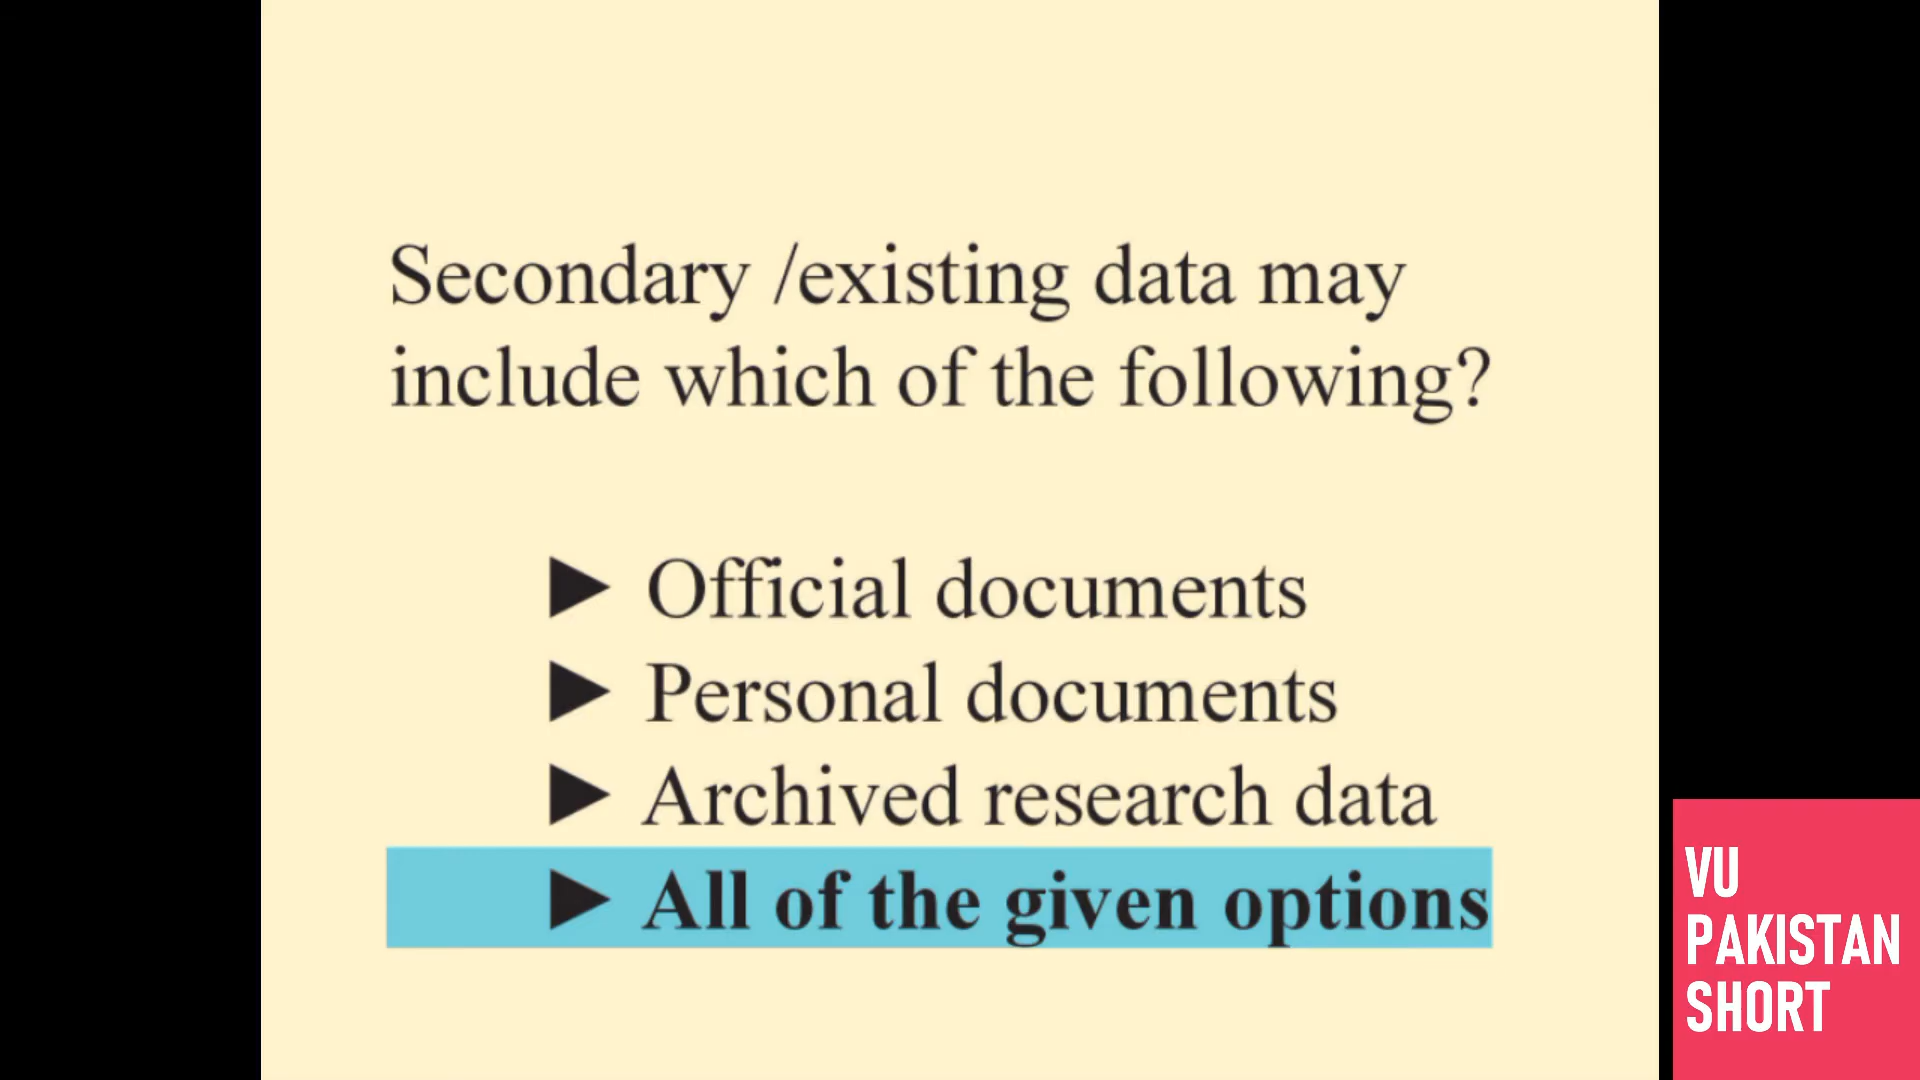 Secondary /existing data may
include which of the following?
► Official documents
► Personal documents
► Archived research data
► All of the given options
VU
PAKISTAN
SHORT